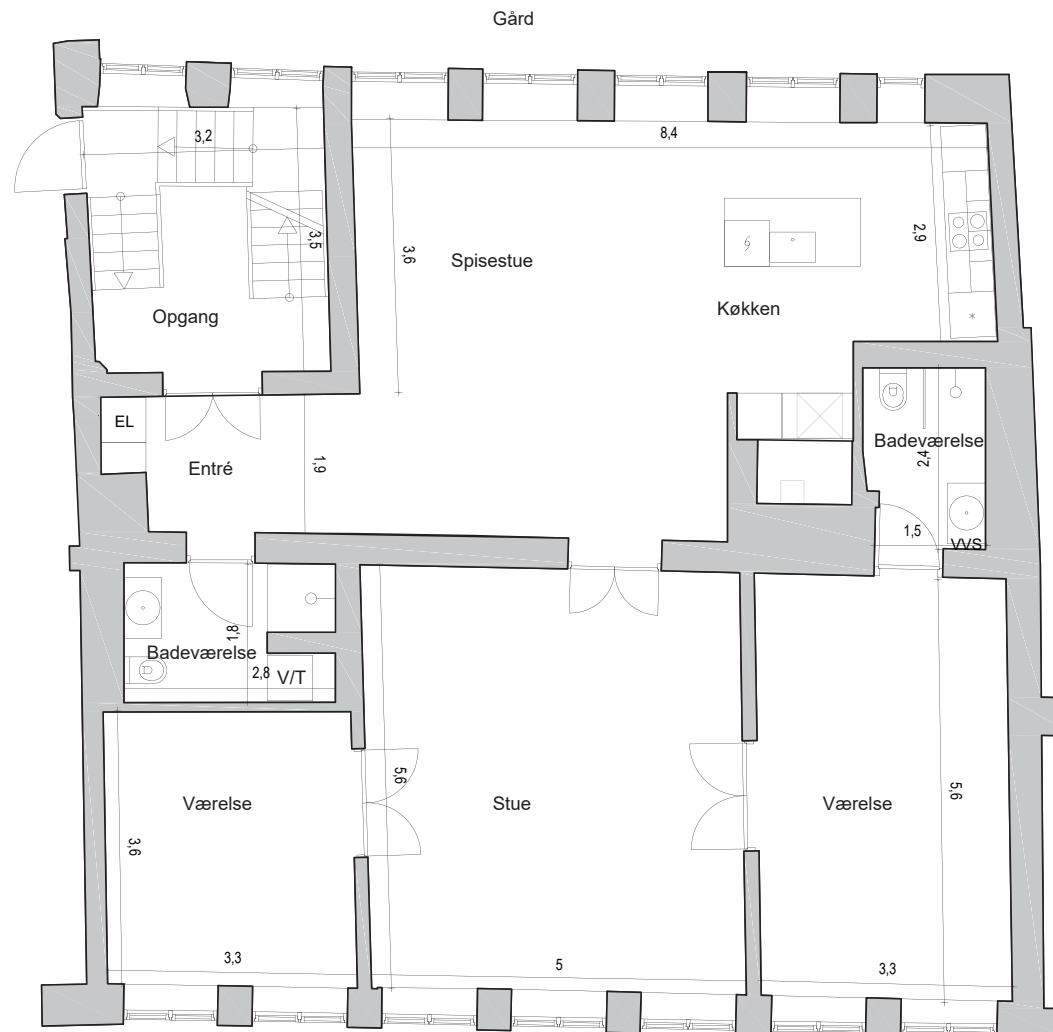 Gård
3,2
8,4
3,5
3,6
2,9
Spisestue
Opgang
Køkken
EL
Entré
1,9
Badeværelse
2,4
1,5
VVS
1,8
Badeværelse
2,8
V/T
Værelse
5,6
Stue
Værelse
5,6
3,6
3,3
5
3,3